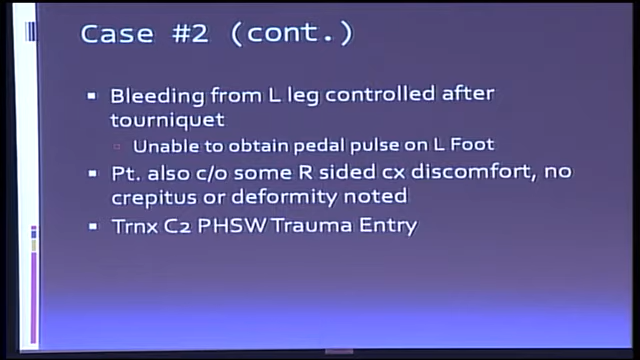 Case #2 (cont.)
Bleeding from L leg controlled after
tourniquet
Unable to obtain pedal pulse on L Foot
Pt. also c/o some R sided cx discomfort, no
crepitus or deformity noted
Trnx C2 PHSW Trauma Entry